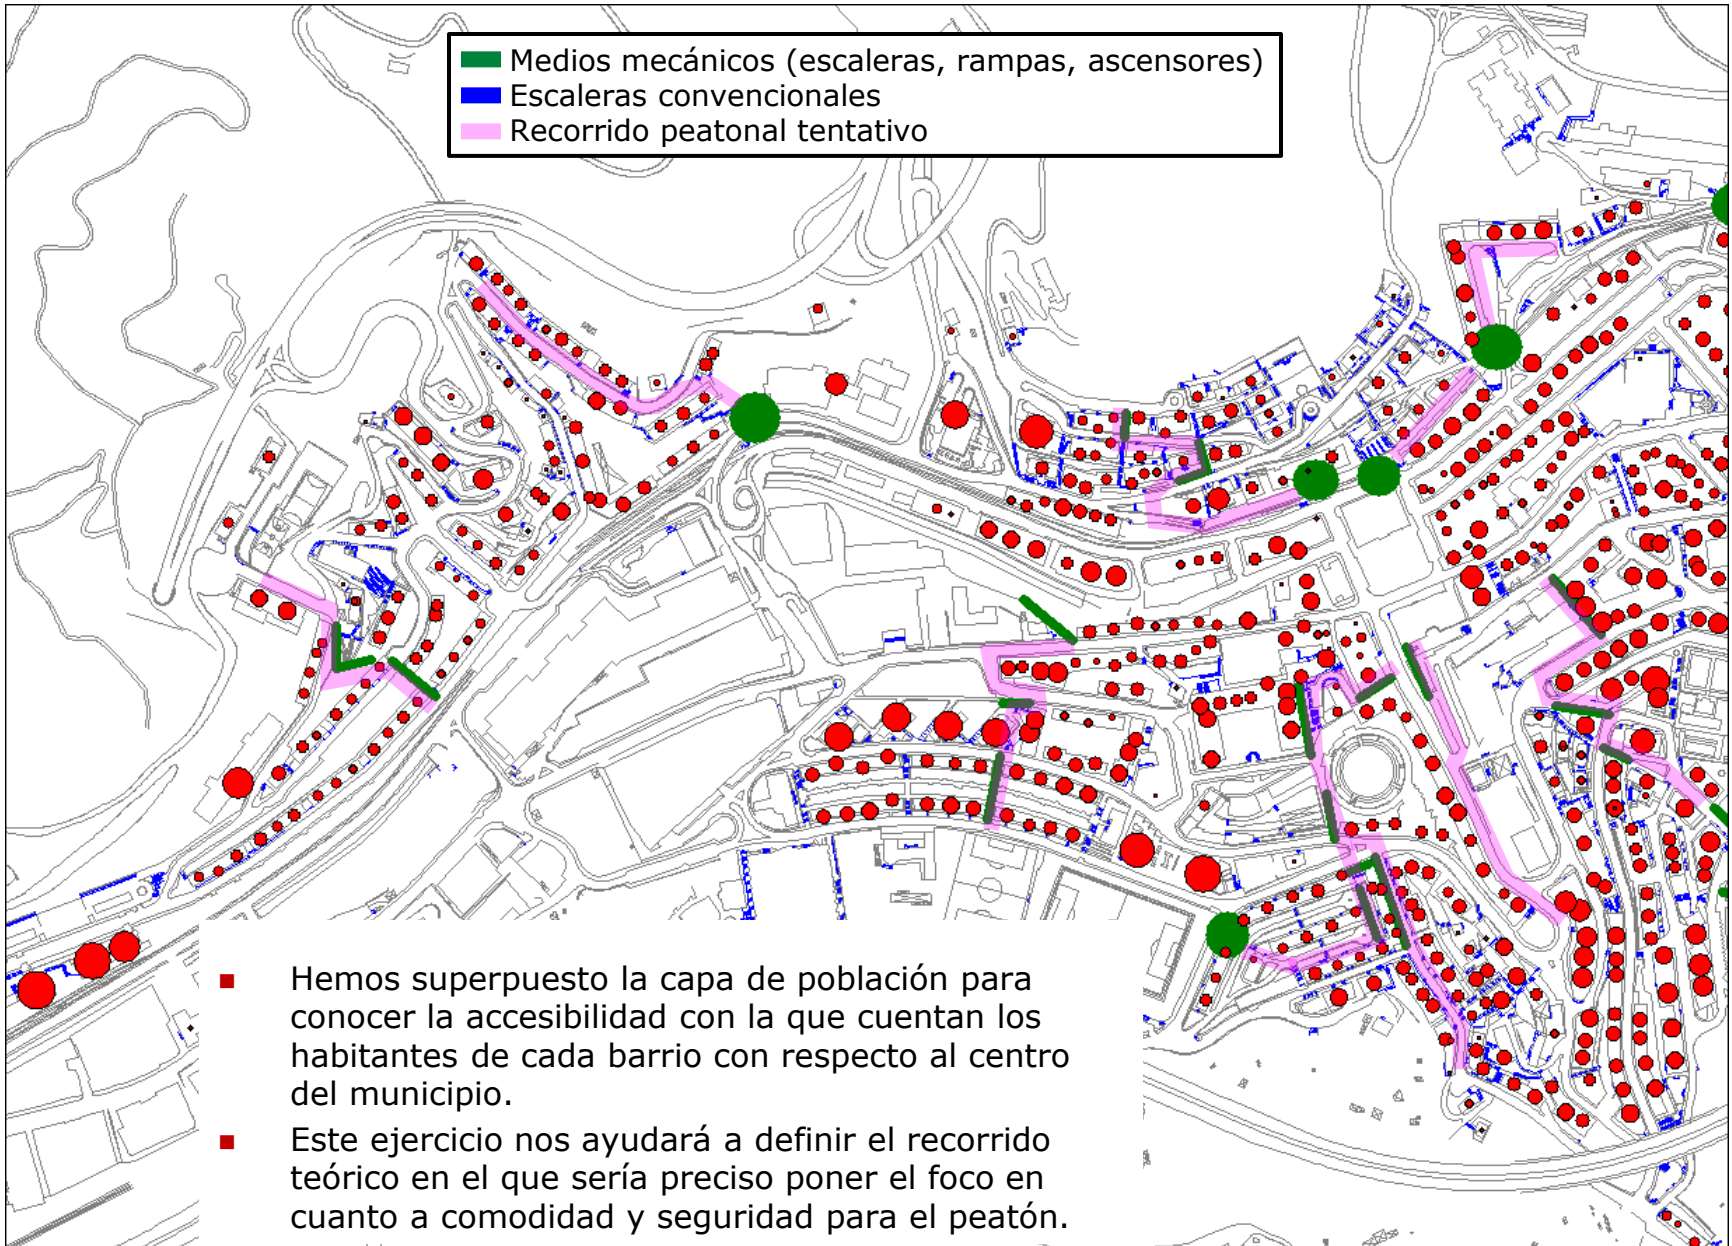 Medios mecánicos (escaleras, rampas, ascensores)
Escaleras convencionales
Recorrido peatonal tentativo
Hemos superpuesto la capa de población para
conocer la accesibilidad con la que cuentan los
habitantes de cada barrio con respecto al centro
del municipio.
Este ejercicio nos ayudará a definir el recorrido
teórico en el que sería preciso poner el foco en
cuanto a comodidad y seguridad para el peatón.